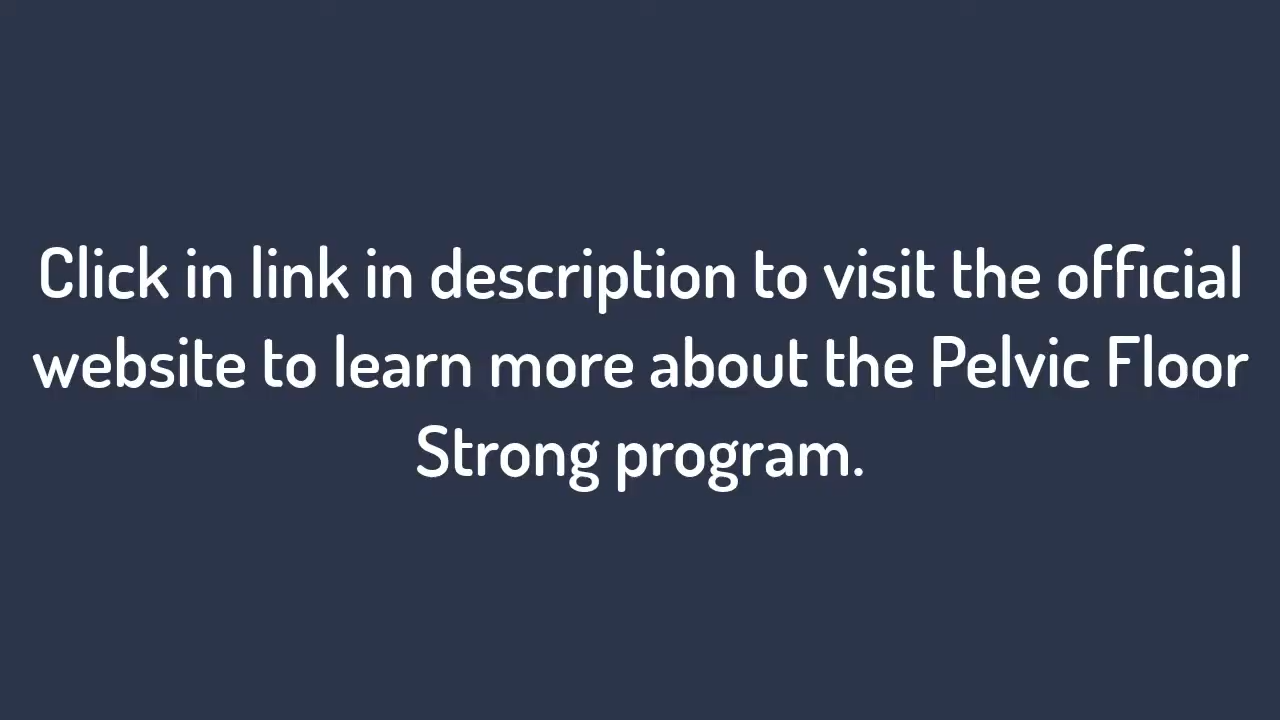 Click in link in description to visit the official
website to learn more about the Pelvic Floor
Strong program.